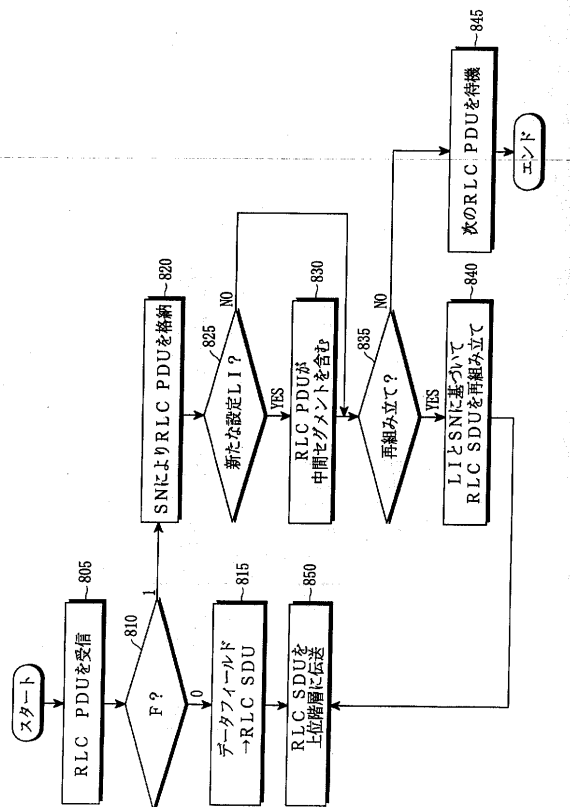 スタート
RLC PDUを受信
805
F?
810
1
0
データフィールド
→RLC SDU
815
RLC SDUを
上位階層に伝送
850
SNによりRLC PDUを格納
820
新たな設定LI?
825
NO
YES
RLC PDUが
中間セグメントを含む
830
再組み立て?
835
NO
YES
LIとSNに基づいて
RLC SDUを再組み立て
840
次のRLC PDUを待機
845
エンド